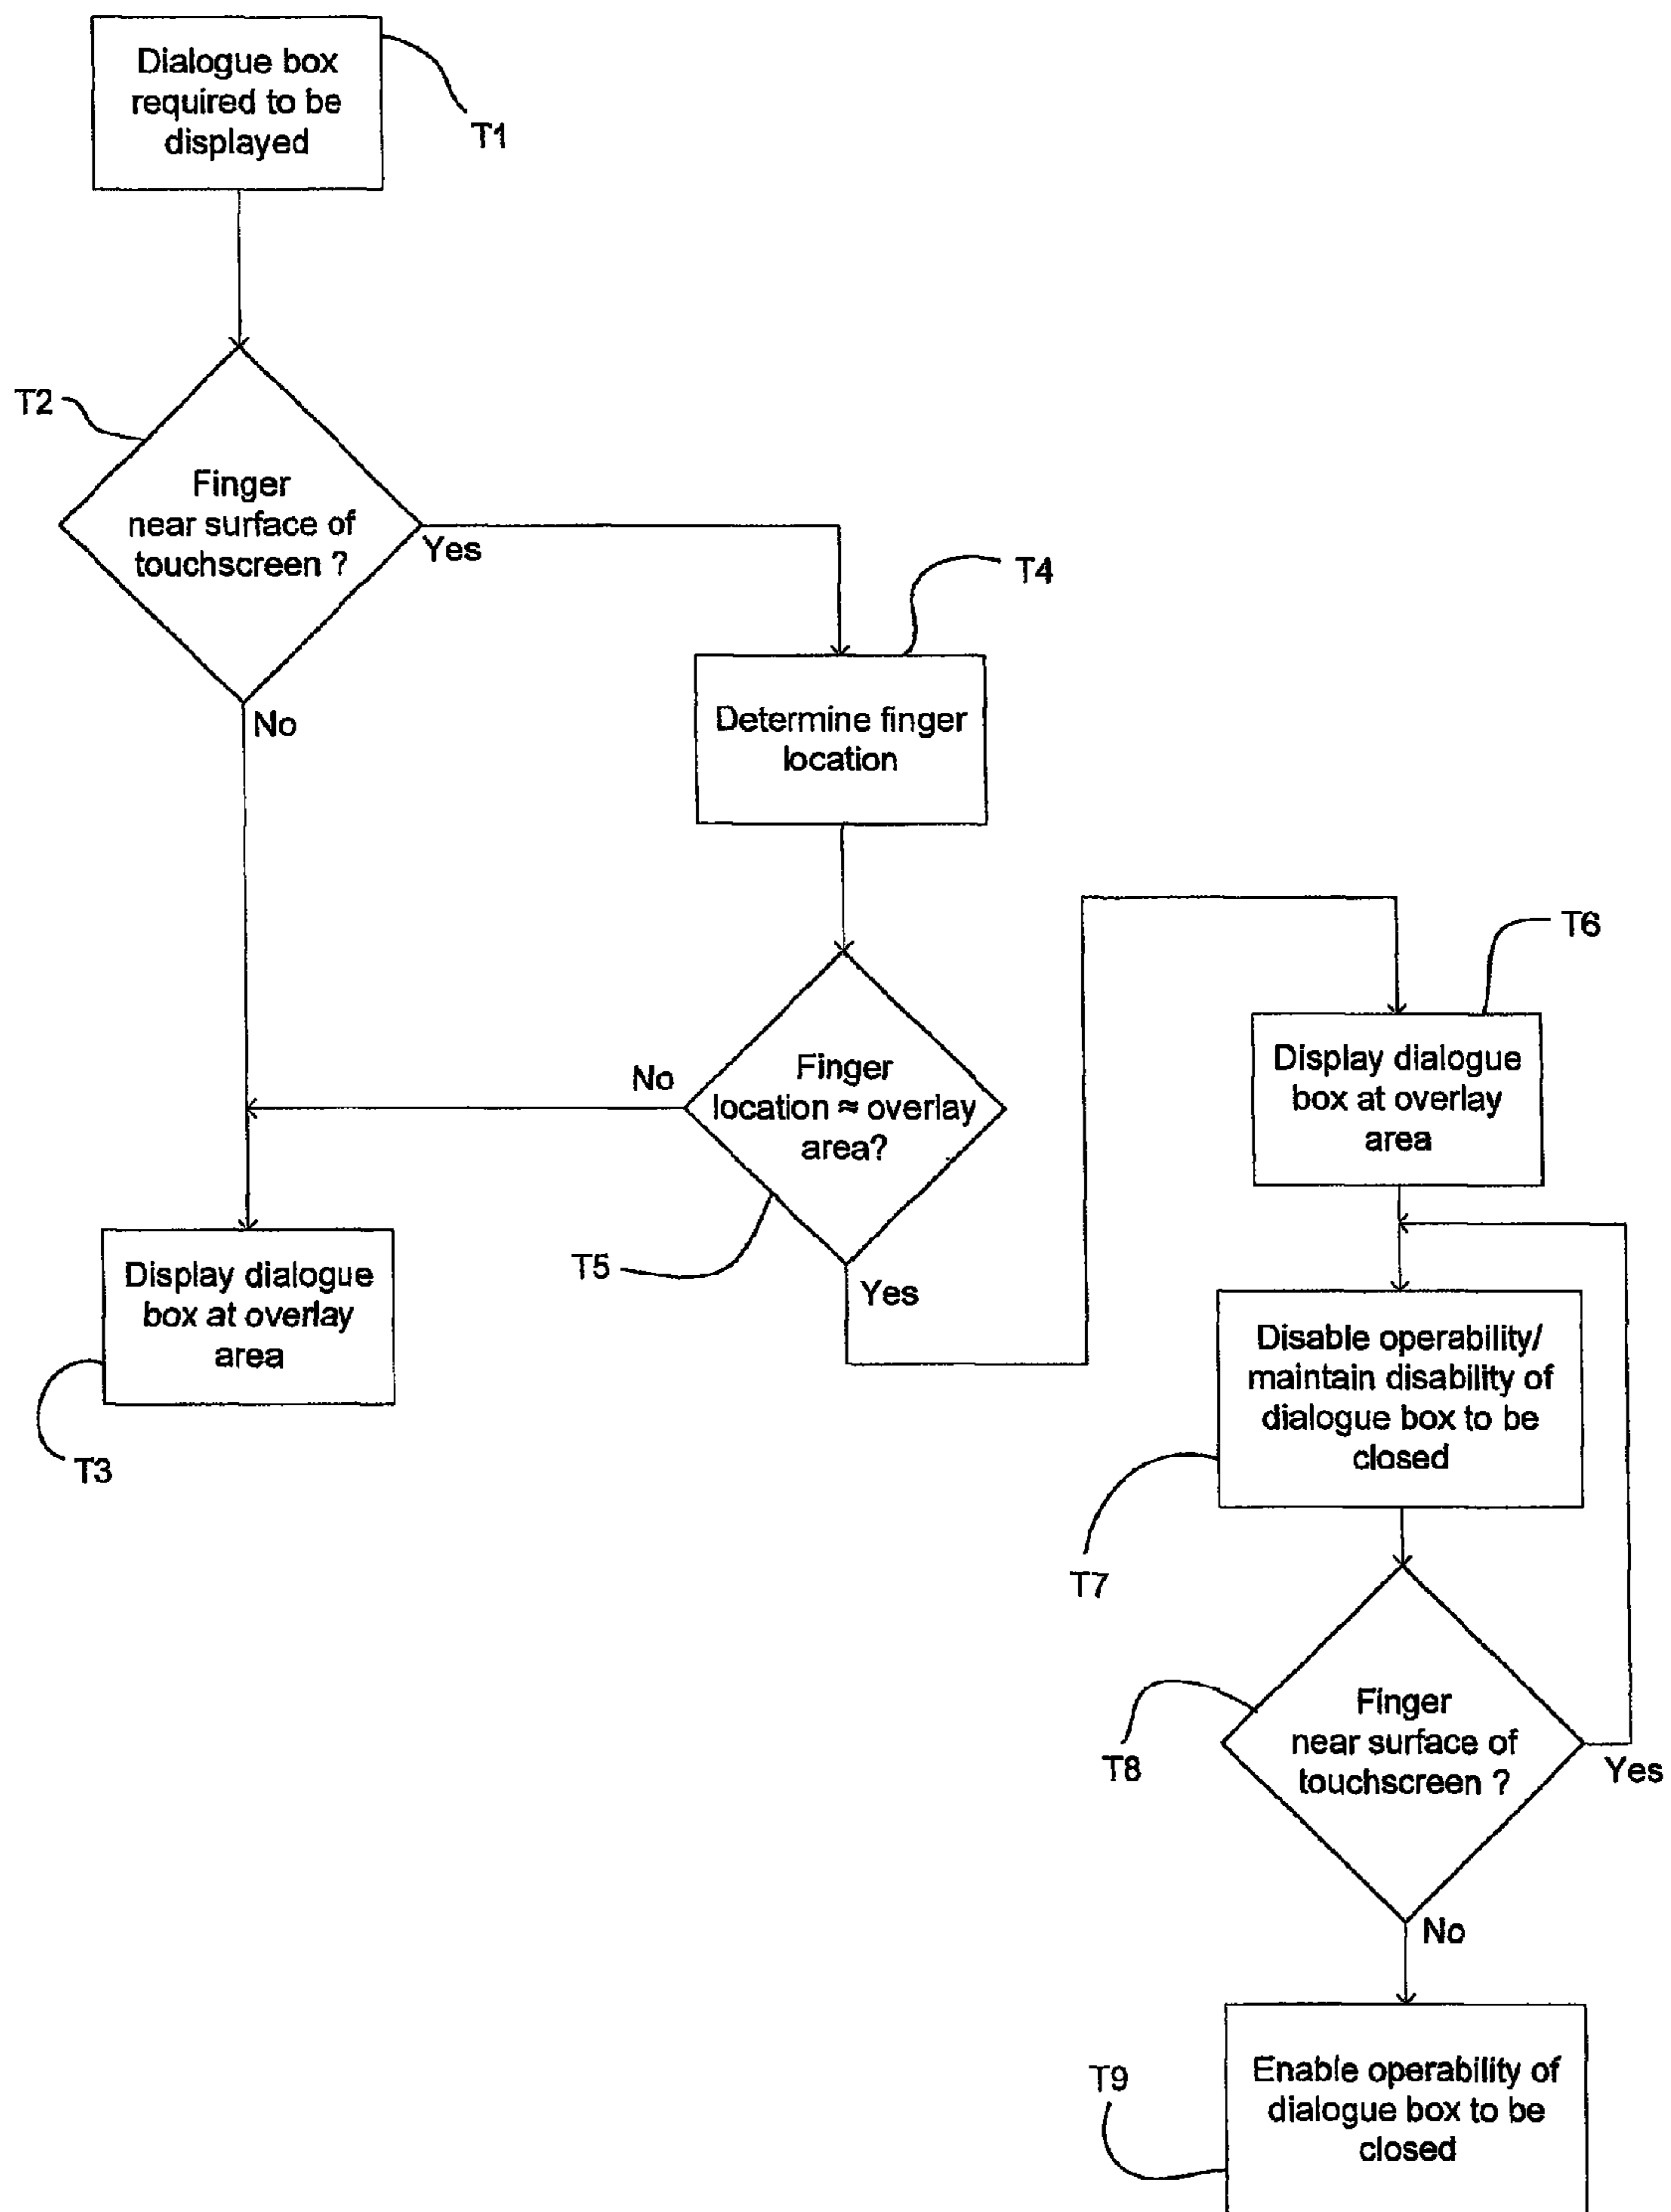 Dialogue box
required to be
displayed
T1
T2
Finger
near surface of
touchscreen ?
Yes
No
T4
Determine finger
location
T6
Display dialogue
box at overlay
area
Finger
location ≈ overlay
area?
No
Yes
T5
Display dialogue
box at overlay
area
T3
Disable operability/
maintain disability of
dialogue box to be
closed
T7
Finger
near surface of
touchscreen ?
T8
Yes
No
T9
Enable operability of
dialogue box to be
closed